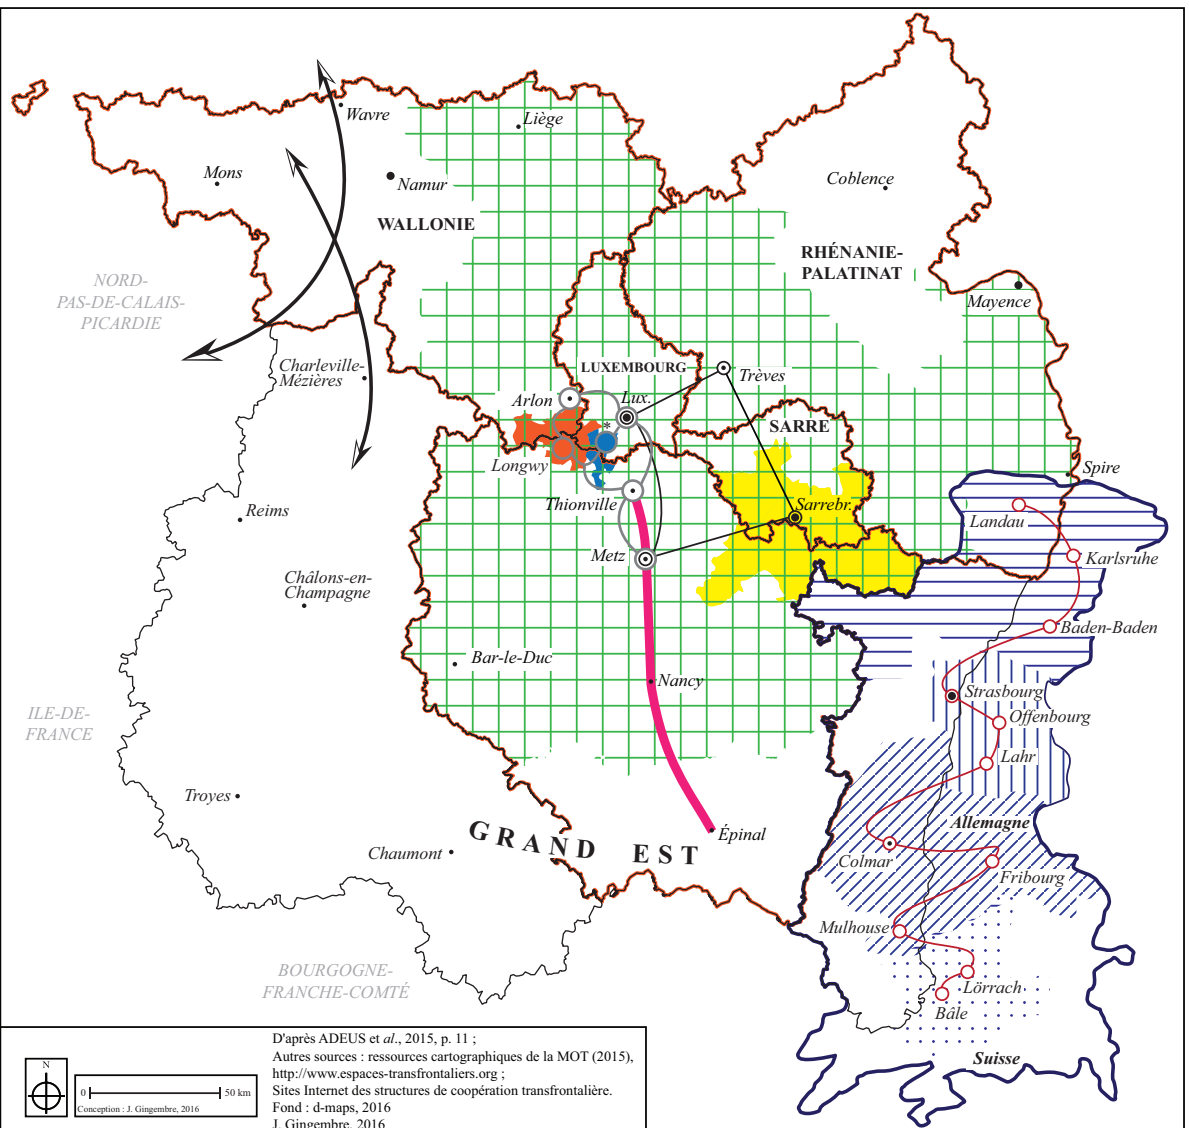 Wavre
Liège
Mons
Namur
Coblence
WALLONIE
RHÉNANIE-
PALATINAT
NORD-
PAS-DE-CALAIS-
PICARDIE
Mayence
Charleville-
Mézières
LUXEMBOURG
Trèves
Arlon
Lux.
*
SARRE
Longwy
Spire
Thionville
Sarrebr.
Landau
Reims
Metz
Karlsruhe
Châlons-en-
Champagne
Baden-Baden
Bar-le-Duc
Nancy
Strasbourg
Offenbourg
ILE-DE-
FRANCE
Lahr
Troyes
Allemagne
Épinal
GRAND EST
Chaumont
Colmar
Fribourg
Mulhouse
BOURGOGNE-
FRANCHE-COMTÉ
Lörrach
Bâle
Suisse
D'après ADEUS et al., 2015, p. 11 ;
Autres sources : ressources cartographiques de la MOT (2015),
http://www.espaces-transfrontaliers.org ;
Sites Internet des structures de coopération transfrontalière.
Fond : d-maps, 2016
J. Gingembre, 2016
N
0 50 km
Conception : J. Gingembre, 2016